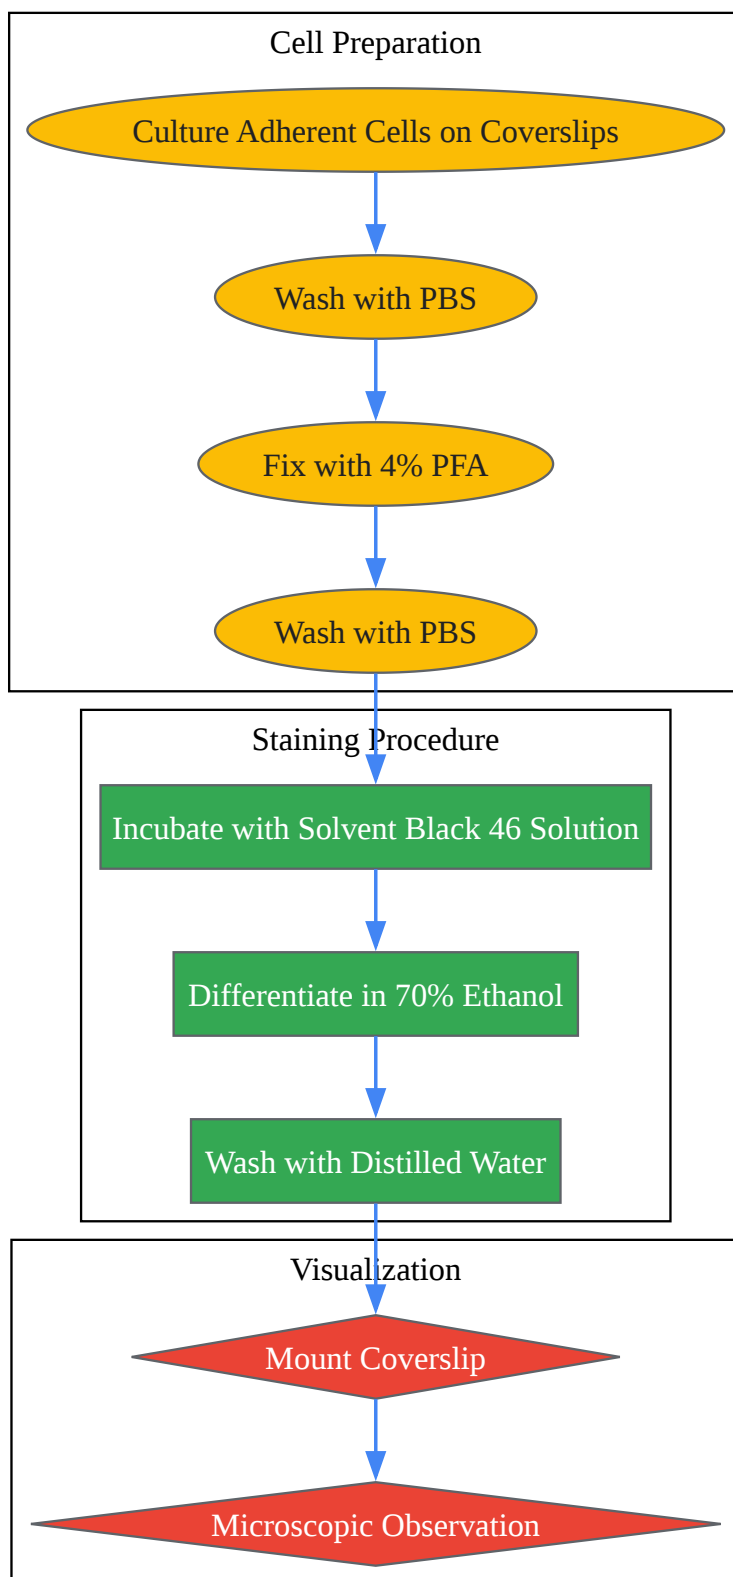 Cell Preparation
Culture Adherent Cells on Coverslips
Wash with PBS
Fix with 4% PFA
Wash with PBS
Staining Procedure
Incubate with Solvent Black 46 Solution
Differentiate in 70% Ethanol
Wash with Distilled Water
Visualization
Mount Coverslip
Microscopic Observation